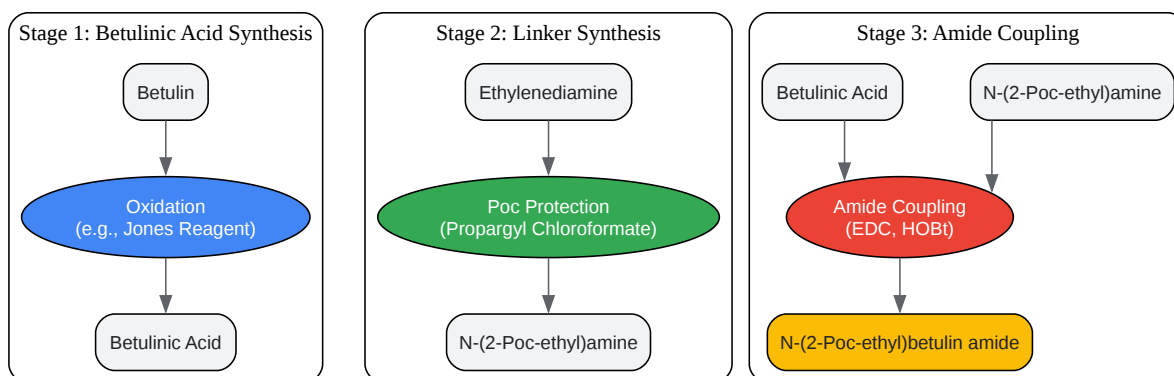 Stage 1: Betulinic Acid Synthesis
Betulin
Oxidation
(e.g., Jones Reagent)
Betulinic Acid
Stage 2: Linker Synthesis
Ethylenediamine
Poc Protection
(Propargyl Chloroformate)
N-(2-Poc-ethyl)amine
Stage 3: Amide Coupling
Betulinic Acid
N-(2-Poc-ethyl)amine
Amide Coupling
(EDC, HOBt)
N-(2-Poc-ethyl)betulin amide